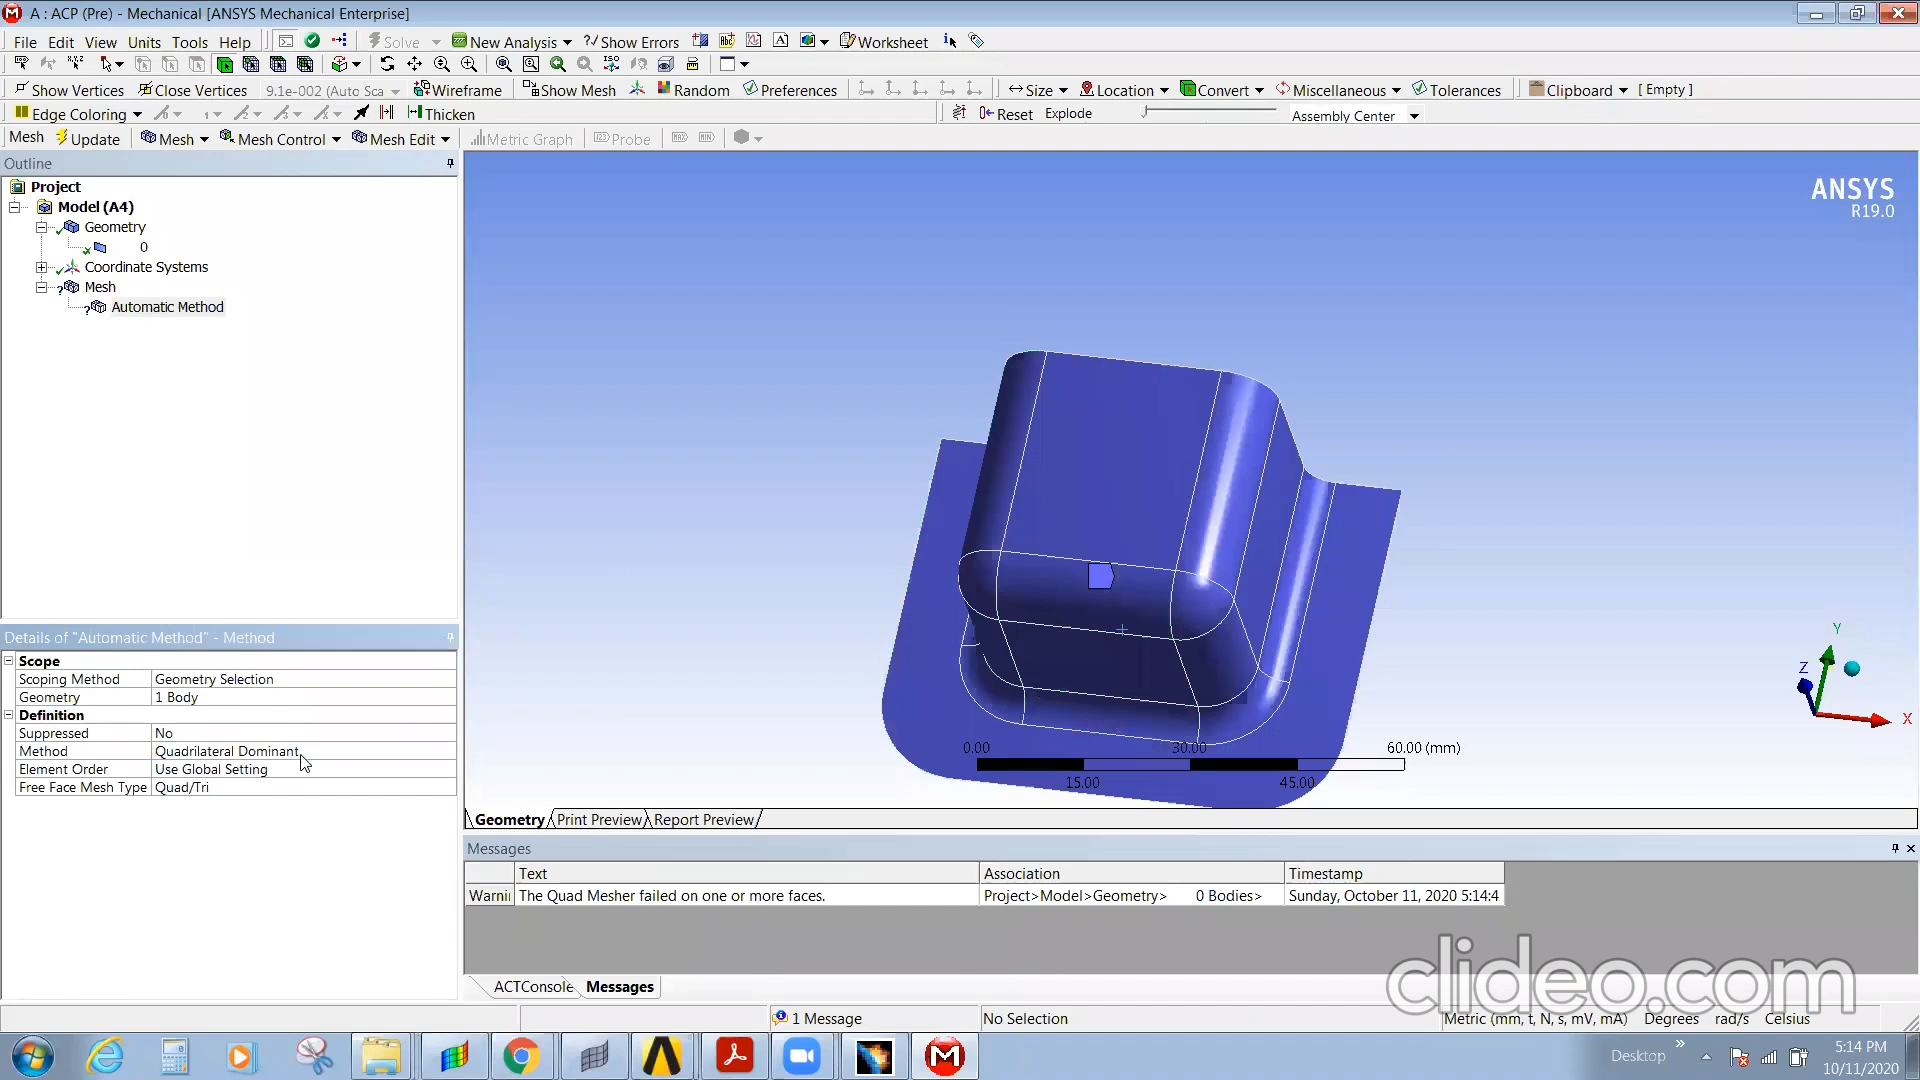 A : ACP (Pre) - Mechanical [ANSYS Mechanical Enterprise]
File Edit View Units Tools Help Solve New Analysis ?/Show Errors Worksheet
Show Vertices Close Vertices 9.1e-002 (Auto Sca Wireframe Show Mesh Random Preferences Size Location Convert Miscellaneous Tolerances Clipboard [ Empty ]
Edge Coloring Thicken Reset Explode Assembly Center
Mesh Update Mesh Mesh Control Mesh Edit Metric Graph Probe
Outline
Project
Model (A4)
Geometry
0
Coordinate Systems
Mesh
Automatic Method
ANSYS
R19.0
Y
Z
X
0.00 30.00 60.00 (mm)
15.00 45.00
Details of "Automatic Method" - Method
Scope
Scoping Method Geometry Selection
Geometry 1 Body
Definition
Suppressed No
Method Quadrilateral Dominant
Element Order Use Global Setting
Free Face Mesh Type Quad/Tri
Geometry Print Preview Report Preview
Messages
Text Association Timestamp
Warnin The Quad Mesher failed on one or more faces. Project>Model>Geometry> 0 Bodies> Sunday, October 11, 2020 5:14:4
ACTConsole Messages
clideo.com
1 Message No Selection Metric (mm, t, N, s, mV, mA) Degrees rad/s Celsius
Desktop
5:14 PM
10/11/2020